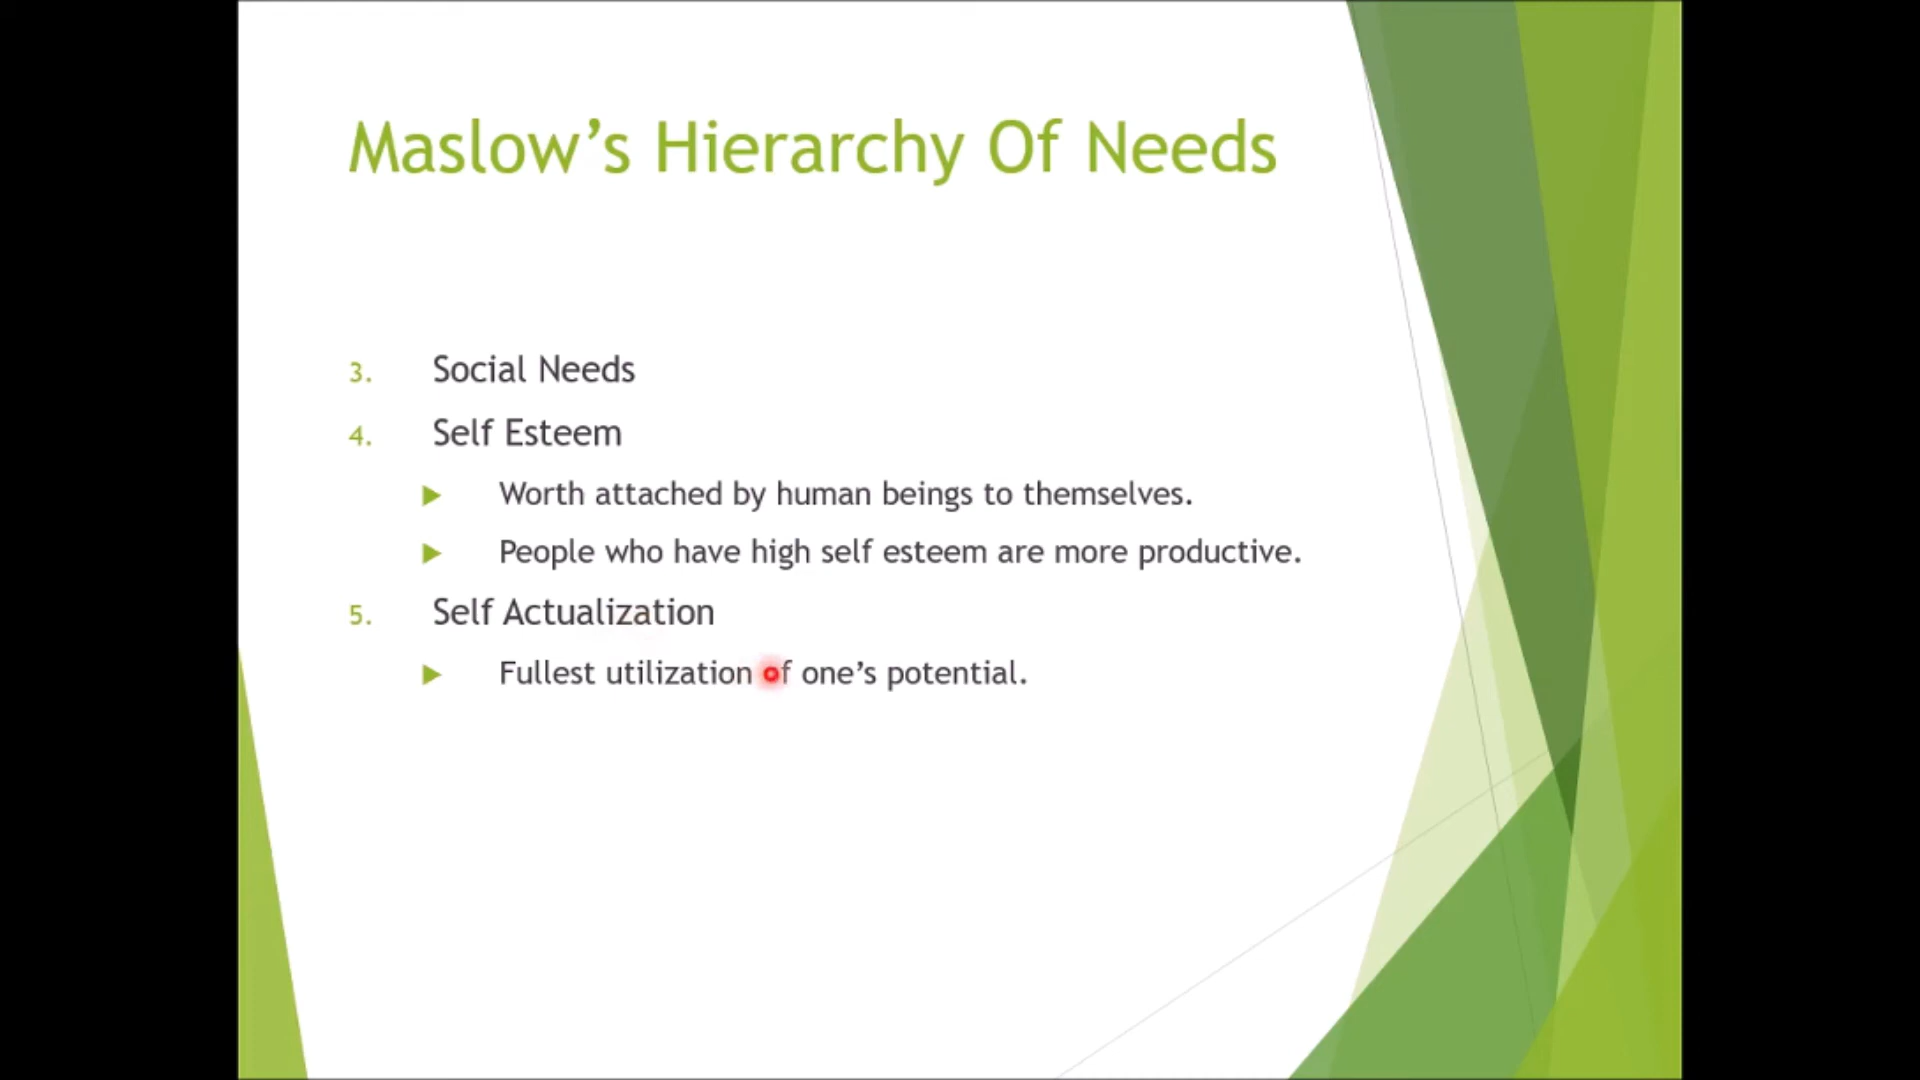 Maslow’s Hierarchy Of Needs
3. Social Needs
4. Self Esteem
Worth attached by human beings to themselves.
People who have high self esteem are more productive.
5. Self Actualization
Fullest utilization of one’s potential.